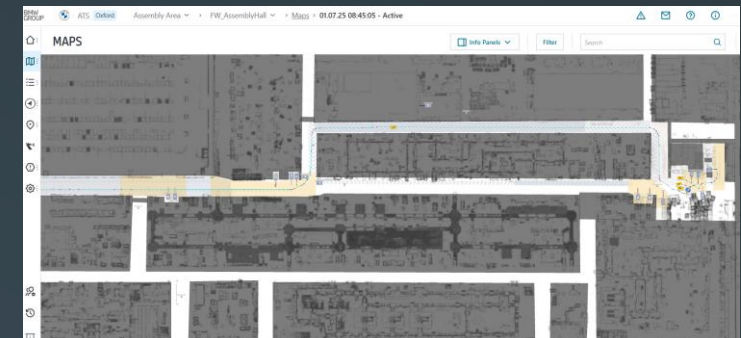 BMW GROUP ATS Oxford Assembly Area > FW_AssemblyHall > Maps > 01.07.25 08:45:05 - Active
MAPS
Info Panels
Filter
Search